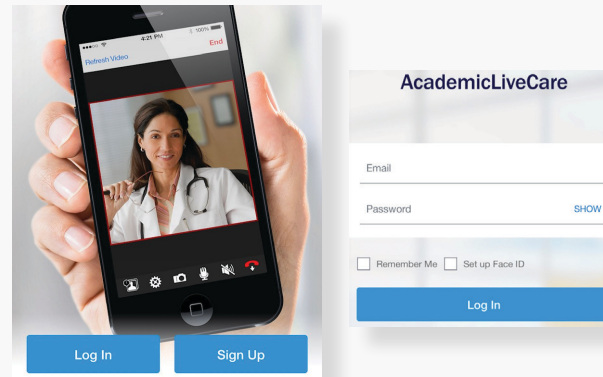 4:21 PM
100%
Refresh Video
End
Log In
Sign Up
AcademicLiveCare
Email
Password
SHOW
Remember Me
Set up Face ID
Log In